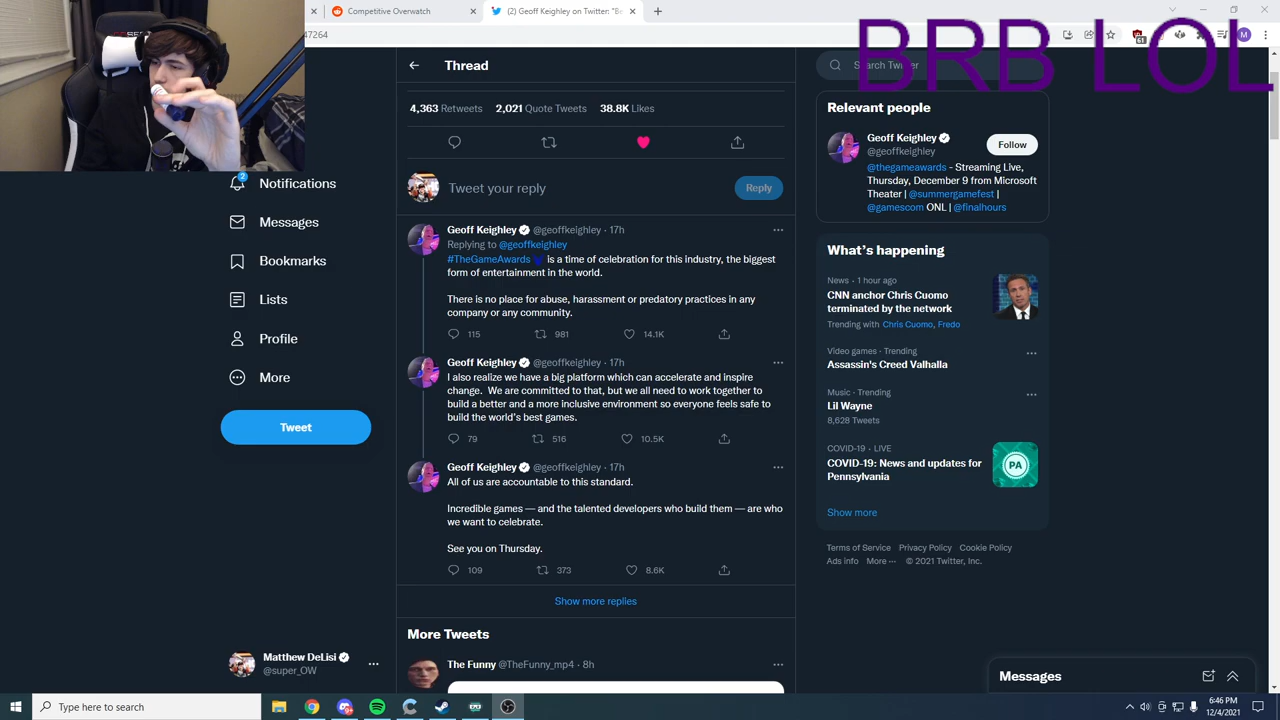 Competitive Overwatch
(2) Geoff Keighley on Twitter: "Be
47264
61
M
BRB LOL
Thread
4,363 Retweets 2,021 Quote Tweets 38.8K Likes
Tweet your reply
Reply
2
Notifications
Messages
Bookmarks
Lists
Profile
More
Tweet
Geoff Keighley @geoffkeighley · 17h
Replying to @geoffkeighley
#TheGameAwards is a time of celebration for this industry, the biggest
form of entertainment in the world.
There is no place for abuse, harassment or predatory practices in any
company or any community.
115 981 14.1K
Geoff Keighley @geoffkeighley · 17h
I also realize we have a big platform which can accelerate and inspire
change. We are committed to that, but we all need to work together to
build a better and a more inclusive environment so everyone feels safe to
build the world's best games.
79 516 10.5K
Geoff Keighley @geoffkeighley · 17h
All of us are accountable to this standard.
Incredible games — and the talented developers who build them — are who
we want to celebrate.
See you on Thursday.
109 373 8.6K
Show more replies
More Tweets
The Funny @TheFunny_mp4 · 8h
Search Twitter
Relevant people
Geoff Keighley
@geoffkeighley
Follow
@thegameawards - Streaming Live,
Thursday, December 9 from Microsoft
Theater | @summergamefest |
@gamescom ONL | @finalhours
What's happening
News · 1 hour ago
CNN anchor Chris Cuomo
terminated by the network
Trending with Chris Cuomo, Fredo
Video games · Trending
Assassin's Creed Valhalla
Music · Trending
Lil Wayne
8,628 Tweets
COVID-19 · LIVE
COVID-19: News and updates for
Pennsylvania
PA
Show more
Terms of Service Privacy Policy Cookie Policy
Ads info More ··· © 2021 Twitter, Inc.
Matthew DeLisi
@super_OW
Messages
Type here to search
6:46 PM
12/4/2021